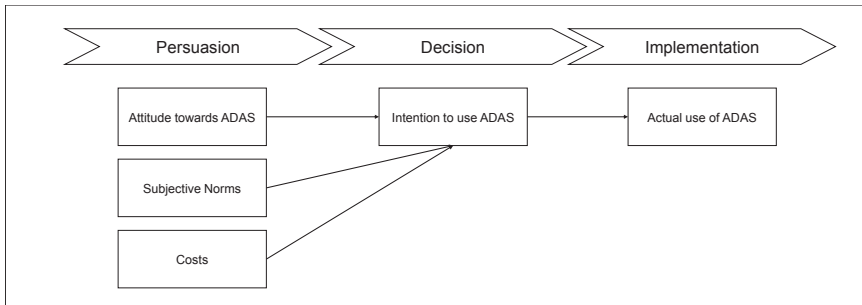 Persuasion
Decision
Implementation
Attitude towards ADAS
Intention to use ADAS
Actual use of ADAS
Subjective Norms
Costs